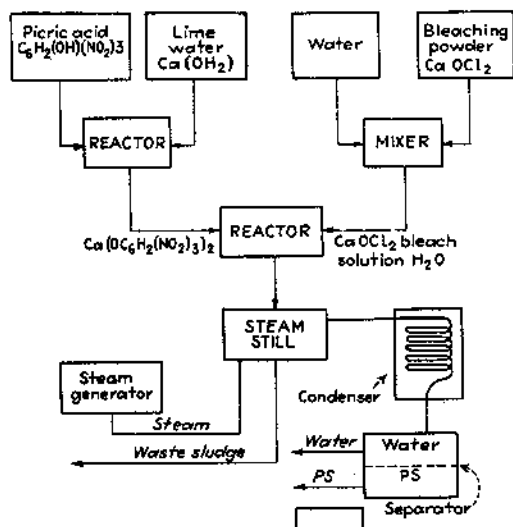 Picric acid
C6H2(OH)(NO2)3
Lime
water
Ca(OH2)
Water
Bleaching
powder
CaOCl2
REACTOR
MIXER
Ca(OC6H2(NO2)3)2
REACTOR
CaOCl2 bleach
solution H2O
STEAM
STILL
Steam
generator
Steam
Waste sludge
Condenser
Water
Water
PS
PS
Separator